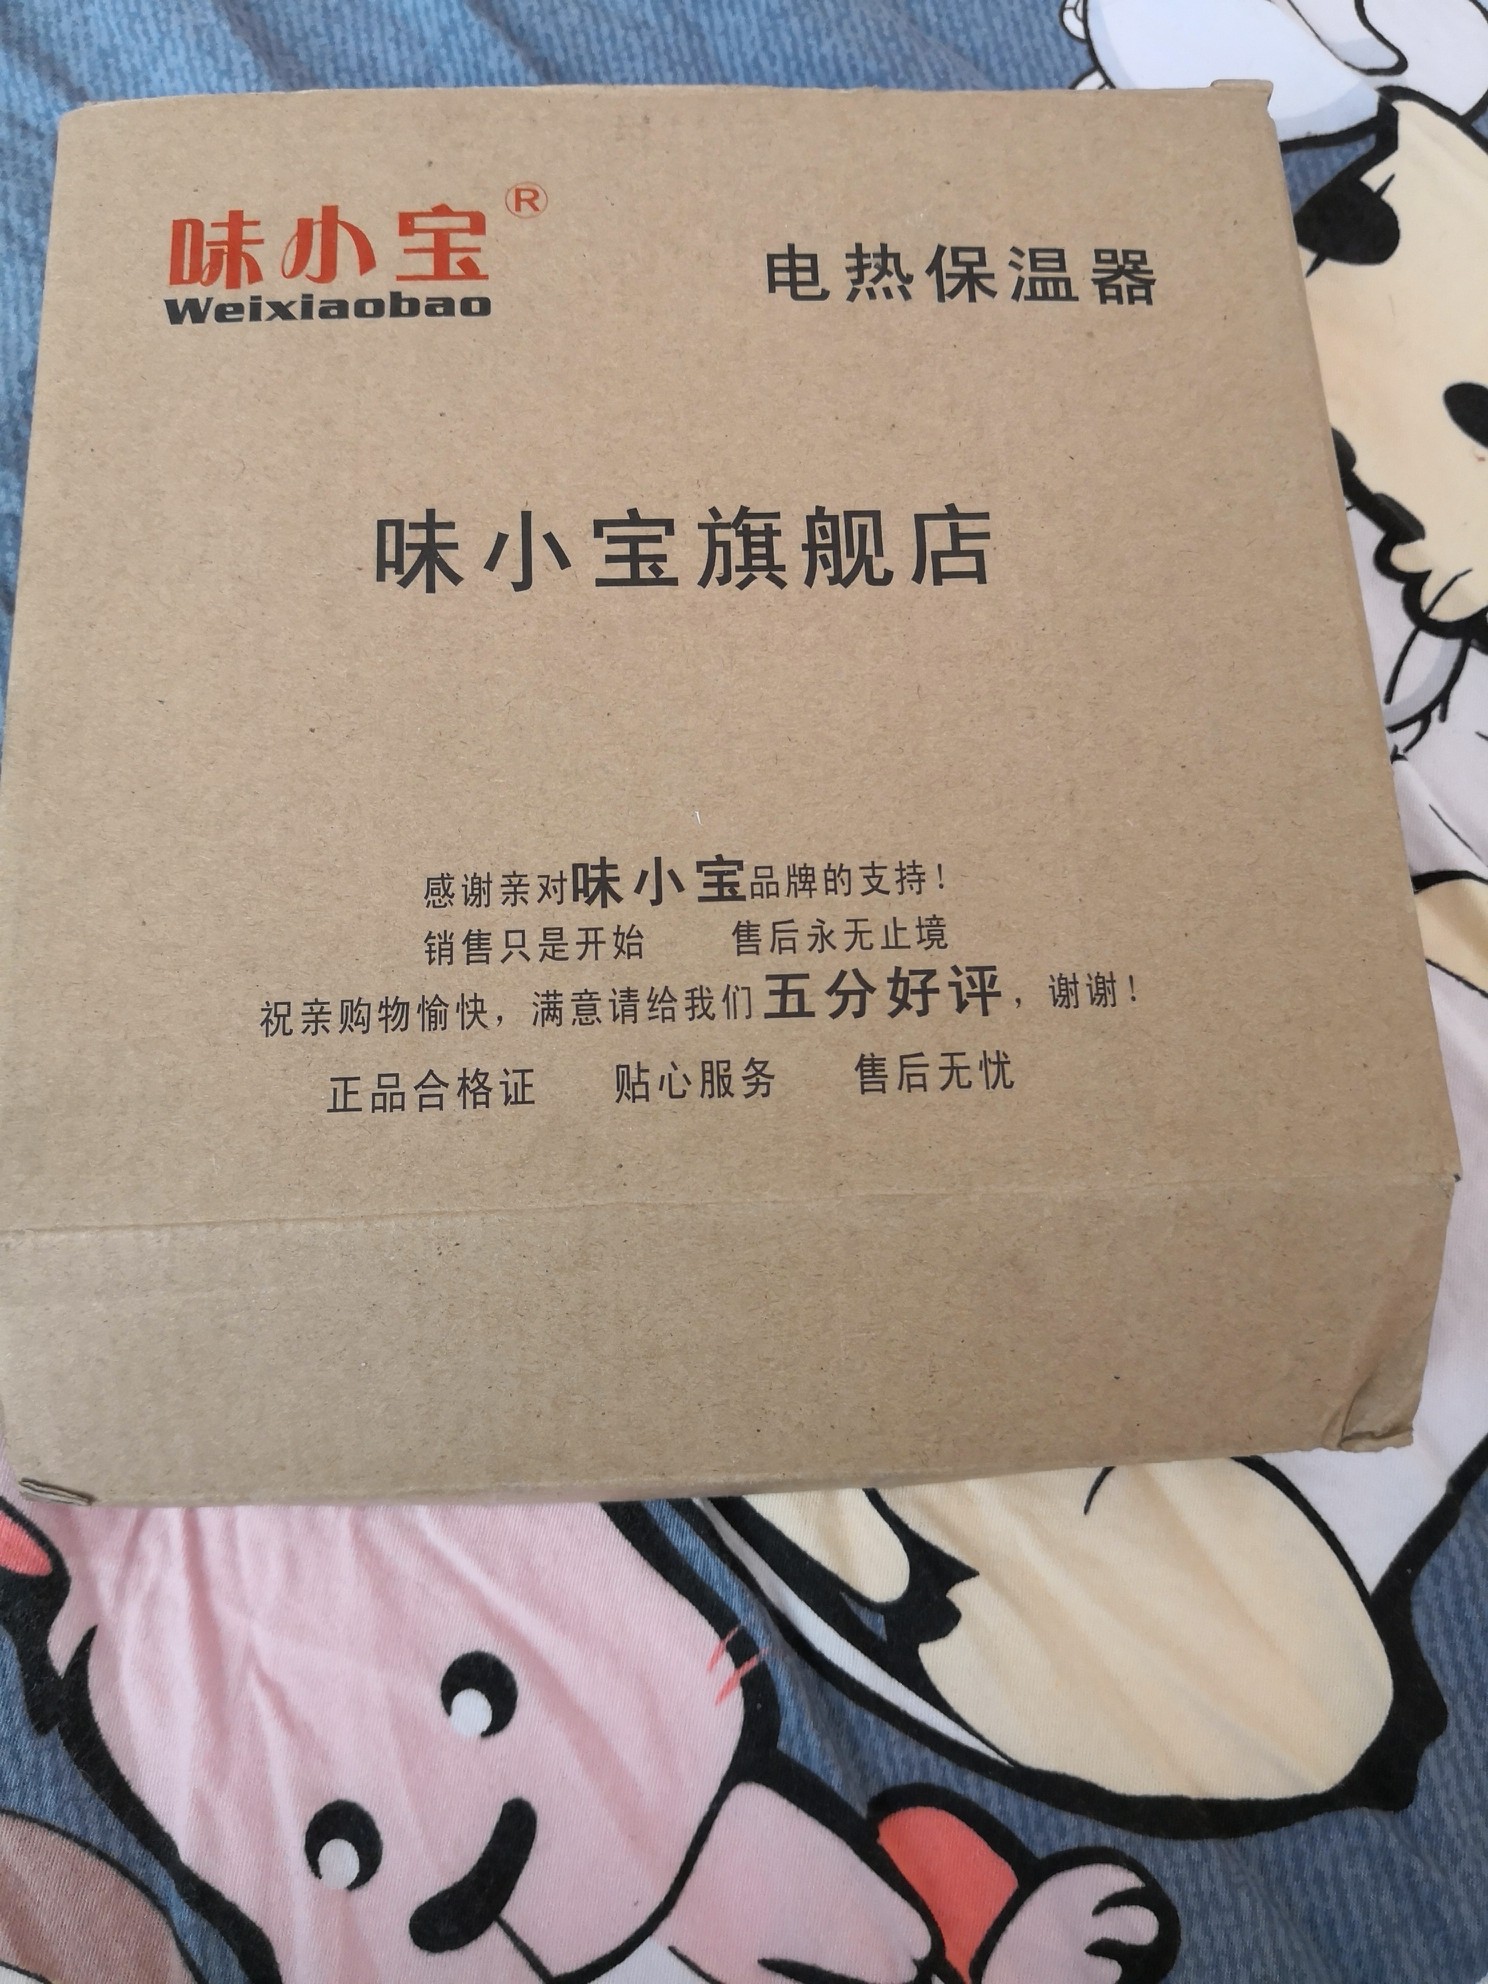 味小宝®
Weixiaobao
电热保温器
味小宝旗舰店
感谢亲对味小宝品牌的支持！
销售只是开始 售后永无止境
祝亲购物愉快，满意请给我们五分好评，谢谢！
正品合格证 贴心服务 售后无忧